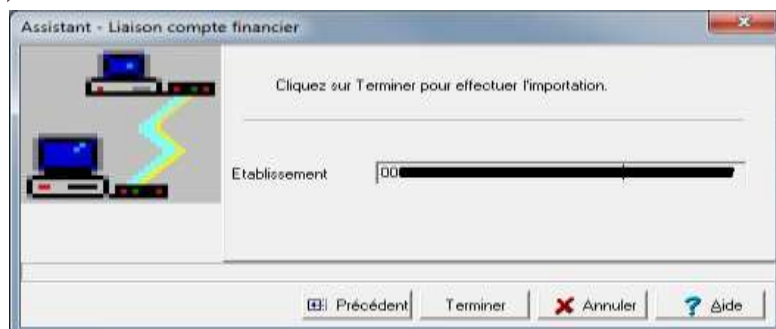 Assistant - Liaison compte financier
Cliquez sur Terminer pour effectuer l'importation.
Etablissement 00
Précédent Terminer Annuler Aide